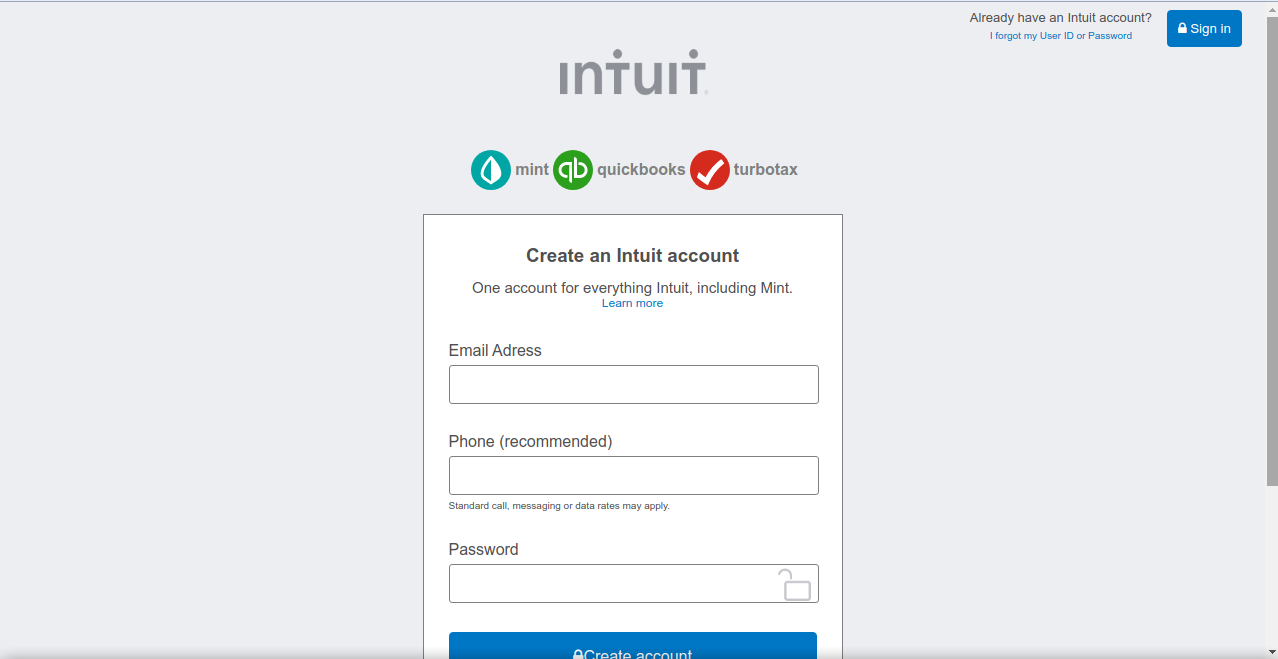 Already have an Intuit account?
I forgot my User ID or Password
Sign in
intuit
mint quickbooks turbotax
Create an Intuit account
One account for everything Intuit, including Mint.
Learn more
Email Adress
Phone (recommended)
Standard call, messaging or data rates may apply.
Password
Create account